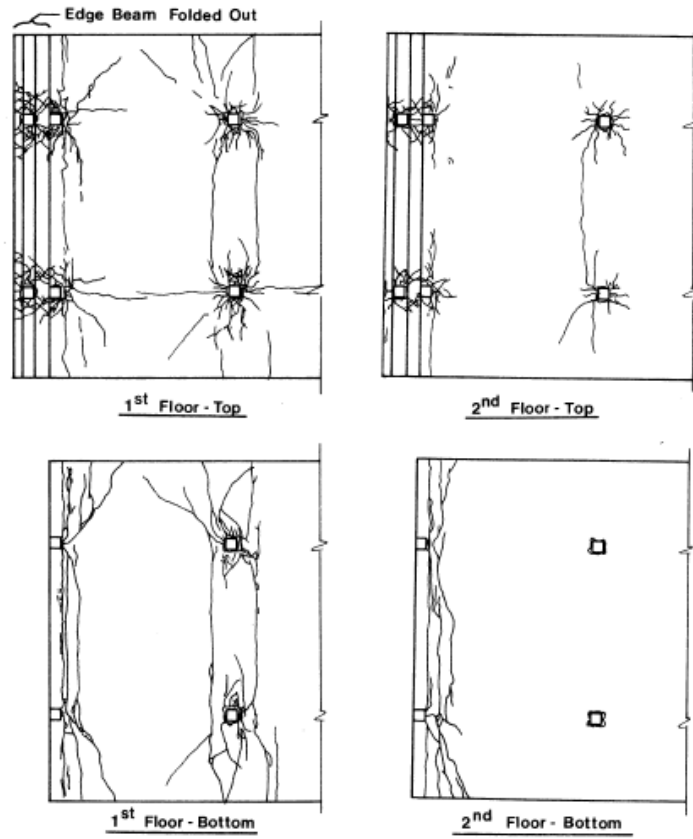 Edge Beam Folded Out
1st Floor - Top
2nd Floor - Top
1st Floor - Bottom
2nd Floor - Bottom